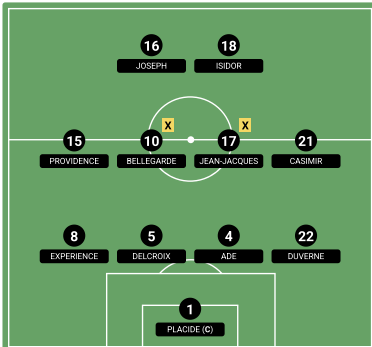 16 18
JOSEPH ISIDOR
X X
15 10 17 21
PROVIDENCE BELLEGARDE JEAN-JACQUES CASIMIR
8 5 4 22
EXPERIENCE DELCROIX ADE DUVERNE
1
PLACIDE (C)